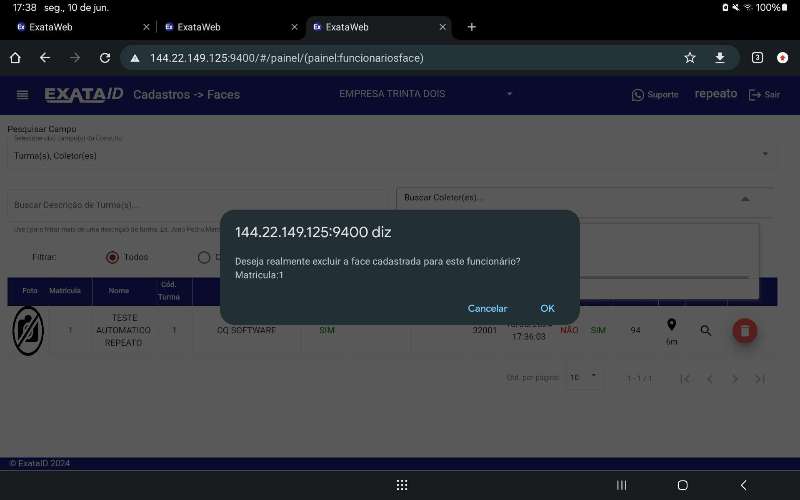 17:38 seg., 10 de jun.
100%
ExataWeb
ExataWeb
ExataWeb
144.22.149.125:9400/#/painel/(painel:funcionariosface)
3
EXATAID
Cadastros -> Faces
EMPRESA TRINTA DOIS
Suporte
repeato
Sair
Pesquisar Campo
Selecione o(s) campo(s) da Consulta
Turma(s), Coletor(es)
Buscar Descrição de Turma(s)...
Buscar Coletor(es)...
Use | para filtrar mais de uma descrição de turma. Ex. João Pedro
Filtrar:
Todos
144.22.149.125:9400 diz
Deseja realmente excluir a face cadastrada para este funcionário?
Matricula:1
Cancelar
OK
Foto
Matrícula
Nome
Cód. Turma
1
TESTE AUTOMATICO REPEATO
1
CQ SOFTWARE
SIM
32001
17:36:03
NÃO
SIM
94
6m
Qtd. por página:
10
1 - 1 / 1
© ExataID 2024